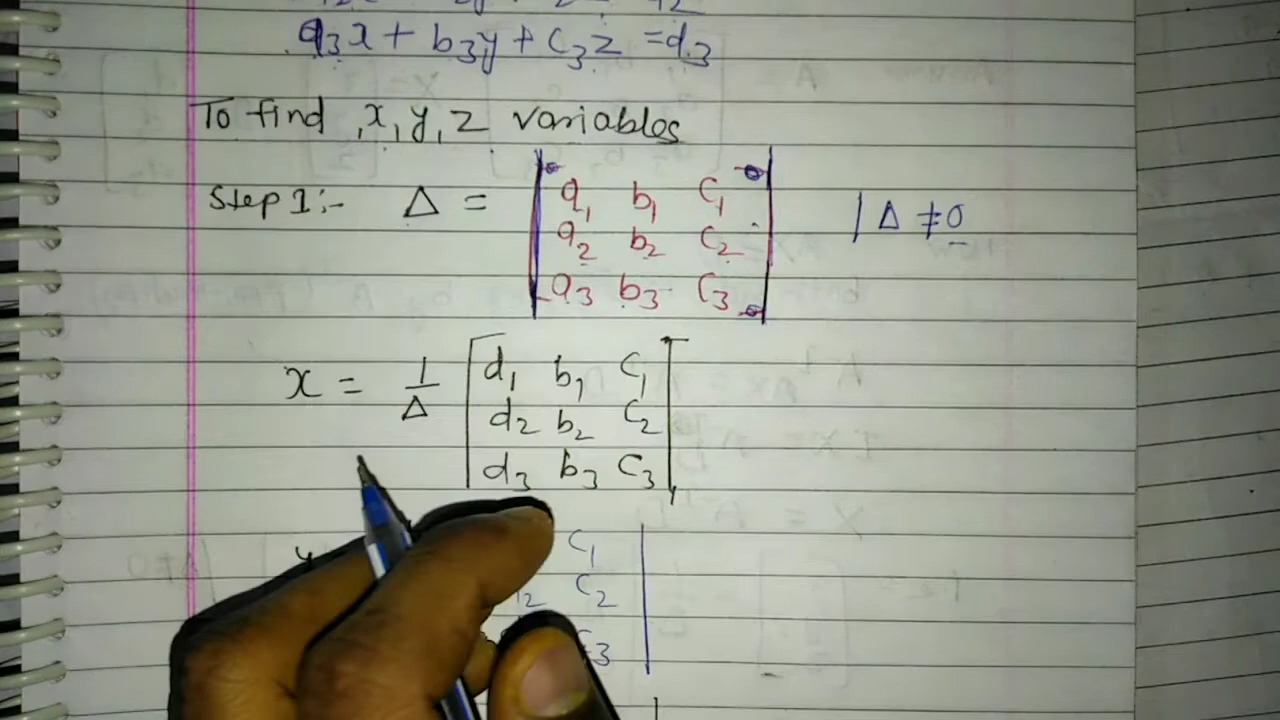 a3x + b3y + c3z = d3
To find x, y, z variables
Step 1:- Δ = | a1 b1 c1 | | Δ ≠ 0
a2 b2 c2
a3 b3 c3
x = 1/Δ | d1 b1 c1 |
d2 b2 c2
d3 b3 c3
c1
c2